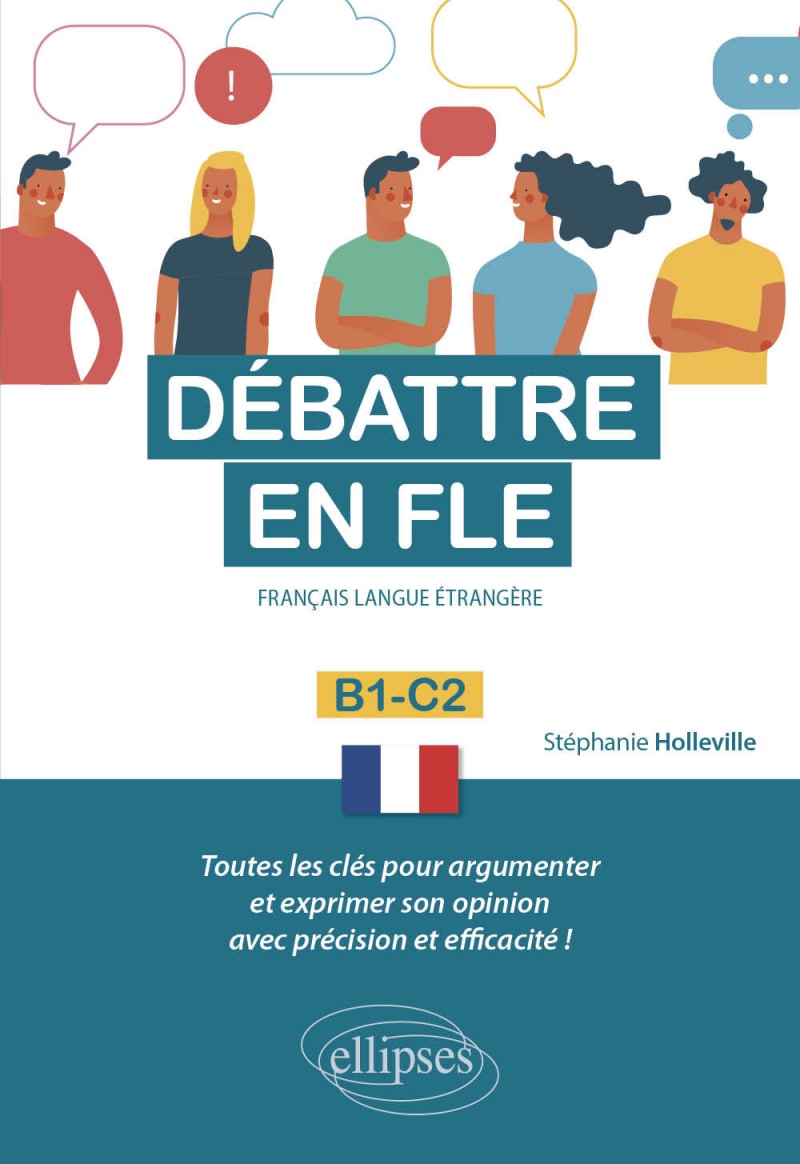 !
...
DÉBATTRE
EN FLE
FRANÇAIS LANGUE ÉTRANGÈRE
B1-C2
Stéphanie Holleville
Toutes les clés pour argumenter
et exprimer son opinion
avec précision et efficacité !
ellipses